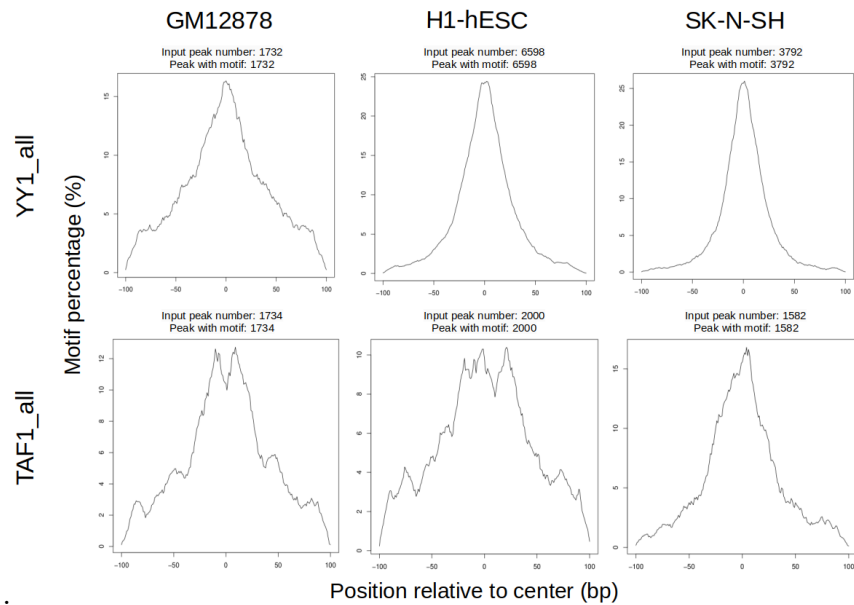 GM12878 H1-hESC SK-N-SH
Input peak number: 1732 Input peak number: 6598 Input peak number: 3792
Peak with motif: 1732 Peak with motif: 6598 Peak with motif: 3792
YY1_all
Motif percentage (%)
15
10
5
0
-100 -50 0 50 100
25
20
15
10
5
0
-100 -50 0 50 100
25
20
15
10
5
0
-100 -50 0 50 100
Input peak number: 1734 Input peak number: 2000 Input peak number: 1582
Peak with motif: 1734 Peak with motif: 2000 Peak with motif: 1582
TAF1_all
12
10
8
6
4
2
0
-100 -50 0 50 100
10
8
6
4
2
0
-100 -50 0 50 100
15
10
5
0
-100 -50 0 50 100
Position relative to center (bp)
.